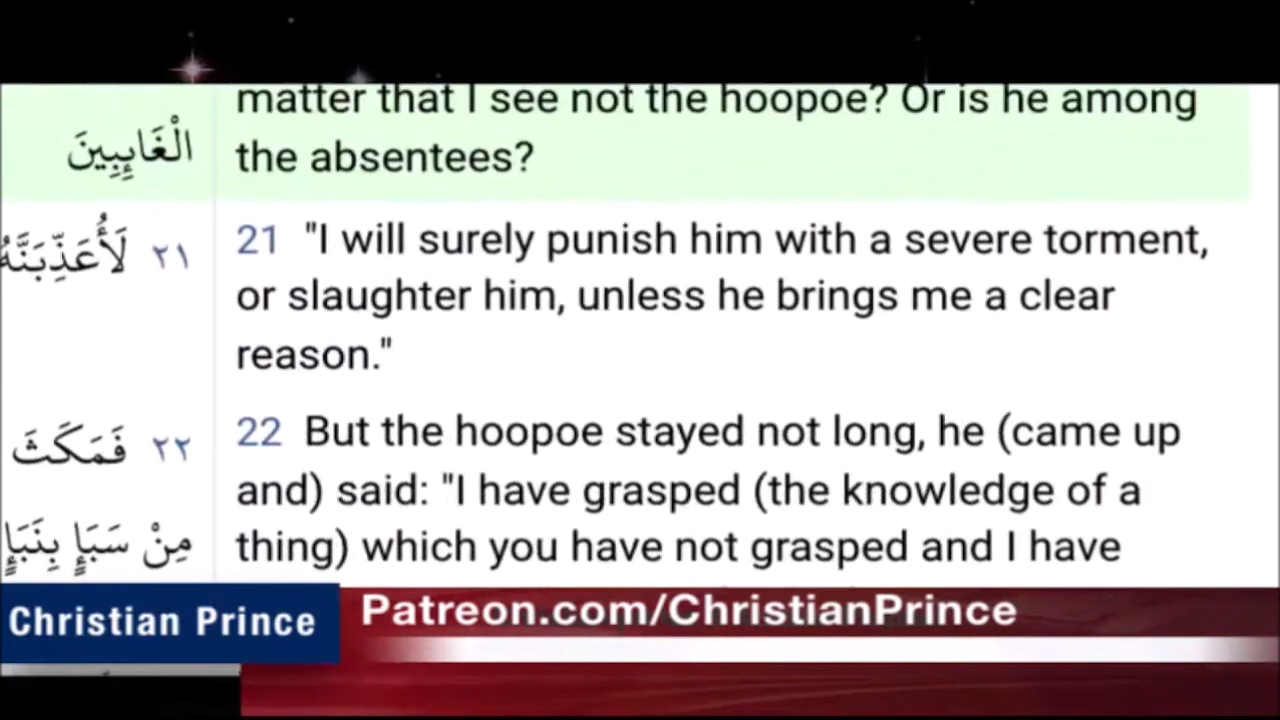 matter that I see not the hoopoe? Or is he among
الْغَائِبِينَ
the absentees?
٢١ لَأُعَذِّبَنَّهُ
21 "I will surely punish him with a severe torment,
or slaughter him, unless he brings me a clear
reason."
٢٢ فَمَكَثَ
22 But the hoopoe stayed not long, he (came up
and) said: "I have grasped (the knowledge of a
مِنْ سَبَإٍ بِنَبَإٍ
thing) which you have not grasped and I have
Christian Prince
Patreon.com/ChristianPrince